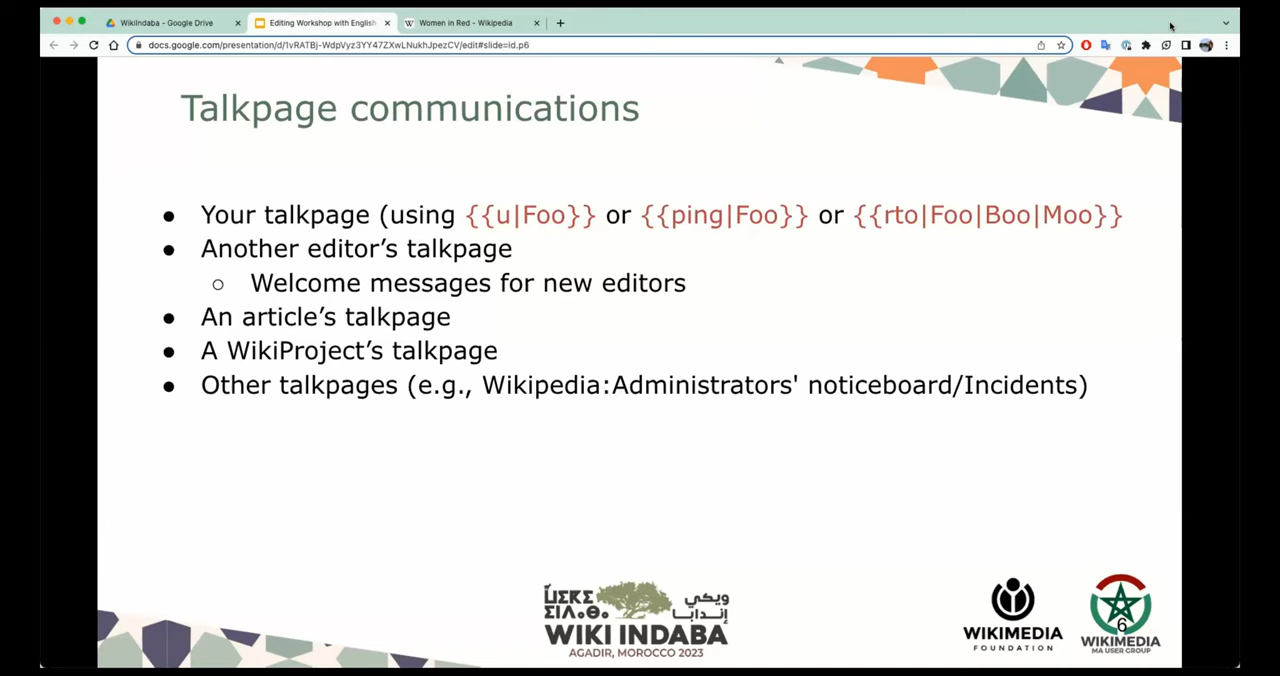 WikiIndaba - Google Drive
Editing Workshop with English
Women in Red - Wikipedia
docs.google.com/presentation/d/1vRATBj-WdpVyz3YY47ZXwLNukhJpezCV/edit#slide=id.p6
Talkpage communications
● Your talkpage (using {{u|Foo}} or {{ping|Foo}} or {{rto|Foo|Boo|Moo}}
● Another editor’s talkpage
○ Welcome messages for new editors
● An article’s talkpage
● A WikiProject’s talkpage
● Other talkpages (e.g., Wikipedia:Administrators' noticeboard/Incidents)
ويكي
إندابا
WIKI INDABA
AGADIR, MOROCCO 2023
WIKIMEDIA
FOUNDATION
6
WIKIMEDIA
MA USER GROUP